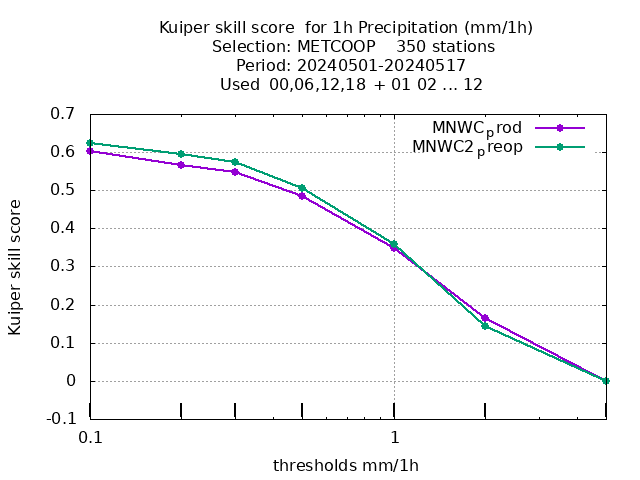 Kuiper skill score  for 1h Precipitation (mm/1h)
Selection: METCOOP    350 stations
Period: 20240501-20240517
Used  00,06,12,18  + 01 02 ... 12
0.7
0.6
0.5
0.4
0.3
0.2
0.1
0
-0.1
Kuiper skill score
MNWCprod
MNWC2preop
0.1
1
thresholds mm/1h